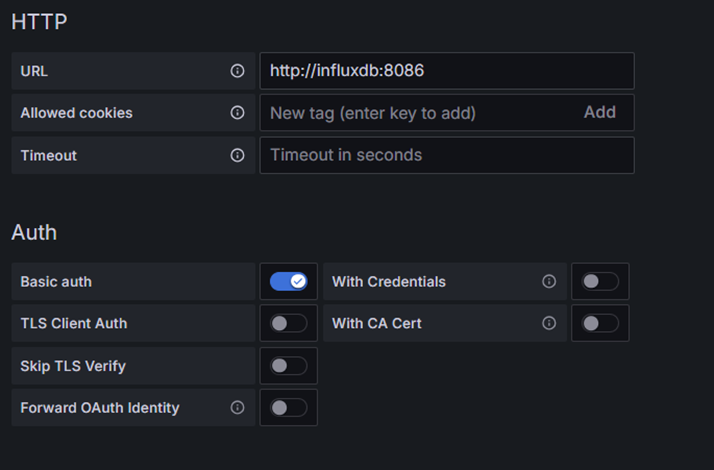 HTTP
URL http://influxdb:8086
Allowed cookies New tag (enter key to add) Add
Timeout Timeout in seconds
Auth
Basic auth With Credentials
TLS Client Auth With CA Cert
Skip TLS Verify
Forward OAuth Identity